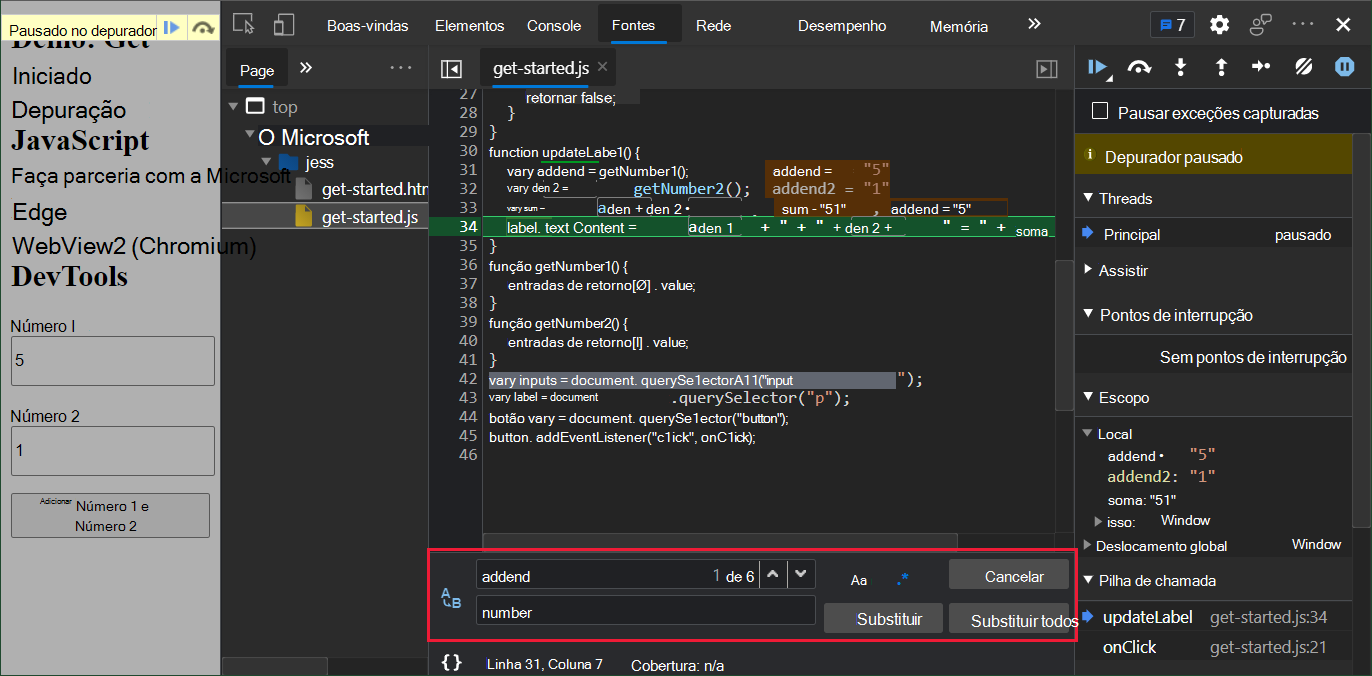 Pausado no depurador
Demo: Get
Iniciado
Depuração
JavaScript
Faça parceria com a Microsoft
Edge
WebView2 (Chromium)
DevTools
Número l
5
Número 2
1
Adicionar Número 1 e
Número 2
Boas-vindas Elementos Console Fontes Rede Desempenho Memória 7
Page
top
O Microsoft
jess
get-started.htm
get-started.js
get-started.js
27 retornar false;
28 }
29 }
30 function updateLabe1() {
31 vary addend = getNumber1(); addend = "5"
32 vary den 2 = getNumber2(); addend2 = "1"
33 vary sum = aden + den 2 • ; sum - "51" , addend = "5"
34 label. text Content = aden 1 + " + " + den 2 + " = " + soma
35 }
36 função getNumber1() {
37 entradas de retorno[Ø] . value;
38 }
39 função getNumber2() {
40 entradas de retorno[l] . value;
41 }
42 vary inputs = document. querySe1ectorA11("input ");
43 vary label = document .querySelector("p");
44 botão vary = document. querySe1ector("button");
45 button. addEventListener("c1ick", onC1ick);
46
addend 1 de 6 Aa .* Cancelar
A B
number Substituir Substituir todos
{} Linha 31, Coluna 7 Cobertura: n/a
Pausar exceções capturadas
Depurador pausado
Threads
Principal pausado
Assistir
Pontos de interrupção
Sem pontos de interrupção
Escopo
Local
addend • "5"
addend2: "1"
soma: "51"
isso: Window
Deslocamento global Window
Pilha de chamada
updateLabel get-started.js:34
onClick get-started.js:21